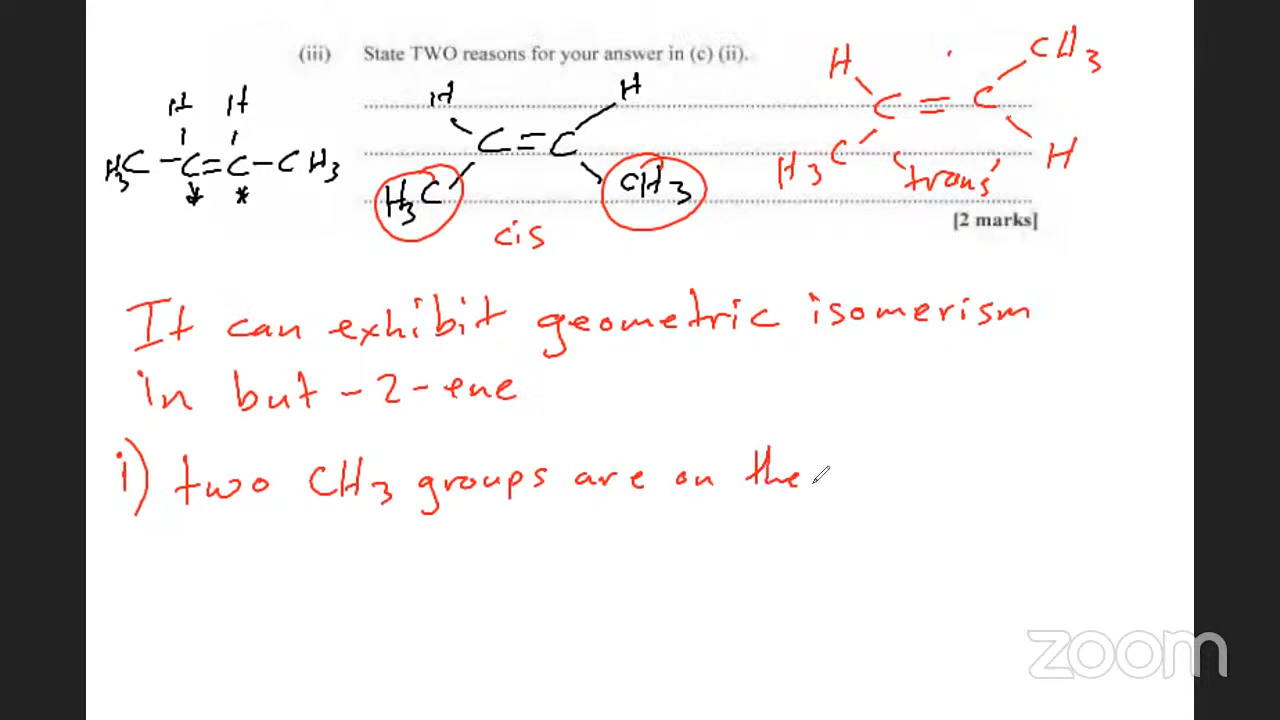 (iii) State TWO reasons for your answer in (c) (ii).
H H
H₃C - C = C - CH₃
* *
H H
C = C
H₃C CH₃
cis
H CH₃
C = C
H₃C H
'trans'
[2 marks]
It can exhibit geometric isomerism
in but - 2 - ene
i) two CH₃ groups are on the
zoom